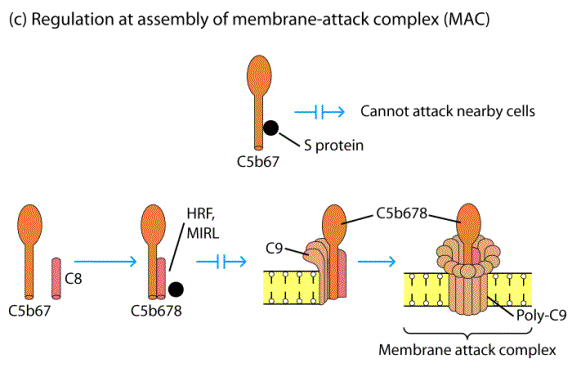 (c) Regulation at assembly of membrane-attack complex (MAC)
Cannot attack nearby cells
S protein
C5b67
HRF,
MIRL
C5b678
C9
C8
C5b67
C5b678
Poly-C9
Membrane attack complex